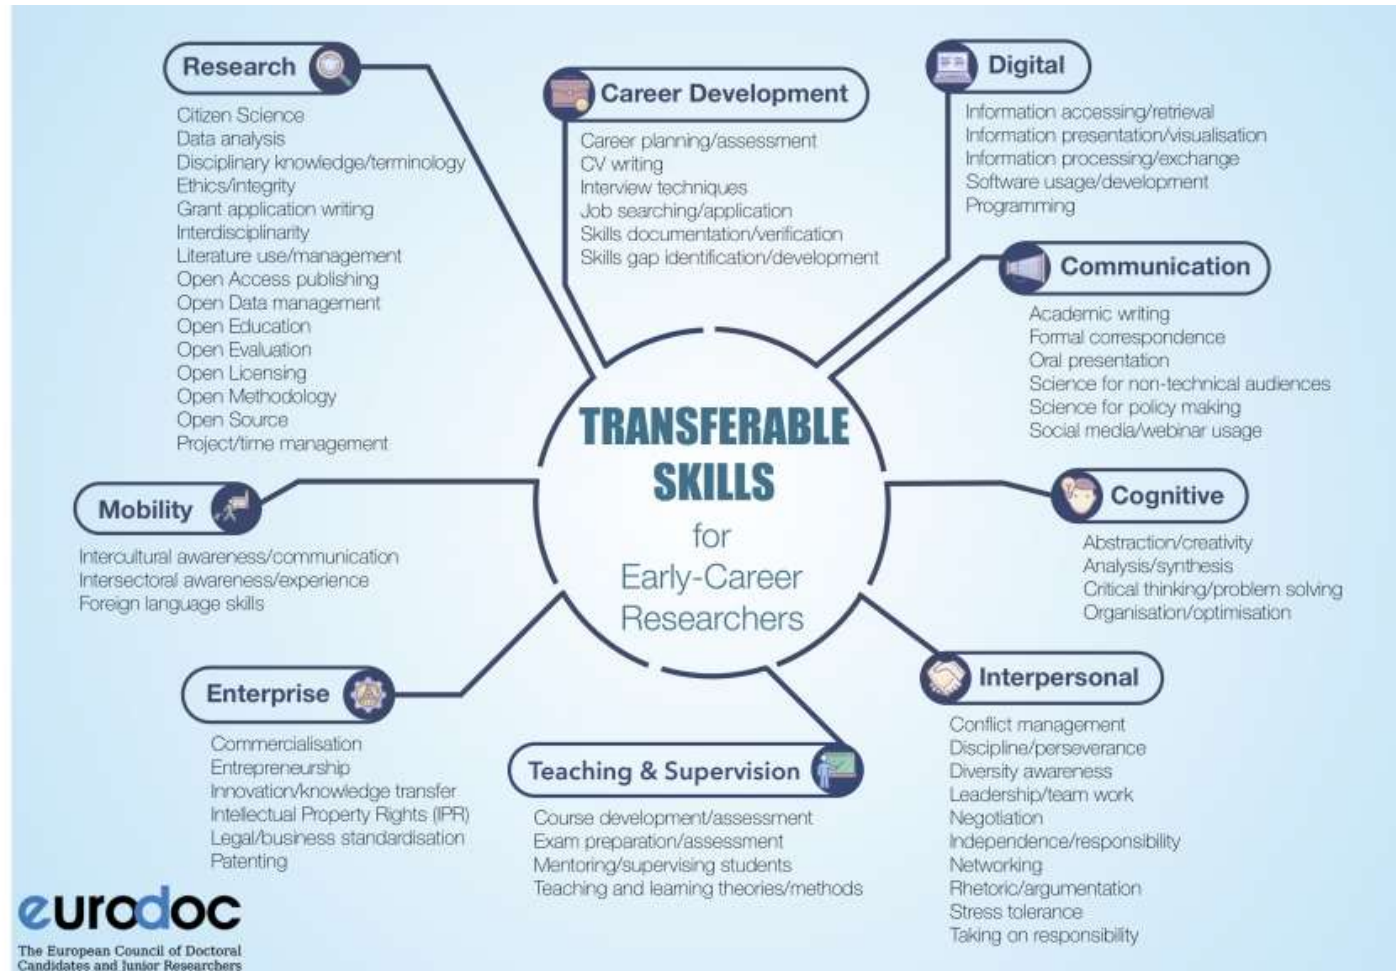 Research
Citizen Science
Data analysis
Disciplinary knowledge/terminology
Ethics/integrity
Grant application writing
Interdisciplinarity
Literature use/management
Open Access publishing
Open Data management
Open Education
Open Evaluation
Open Licensing
Open Methodology
Open Source
Project/time management
Career Development
Career planning/assessment
CV writing
Interview techniques
Job searching/application
Skills documentation/verification
Skills gap identification/development
Digital
Information accessing/retrieval
Information presentation/visualisation
Information processing/exchange
Software usage/development
Programming
Communication
Academic writing
Formal correspondence
Oral presentation
Science for non-technical audiences
Science for policy making
Social media/webinar usage
TRANSFERABLE
SKILLS
for
Early-Career
Researchers
Mobility
Intercultural awareness/communication
Intersectoral awareness/experience
Foreign language skills
Cognitive
Abstraction/creativity
Analysis/synthesis
Critical thinking/problem solving
Organisation/optimisation
Enterprise
Commercialisation
Entrepreneurship
Innovation/knowledge transfer
Intellectual Property Rights (IPR)
Legal/business standardisation
Patenting
Teaching & Supervision
Course development/assessment
Exam preparation/assessment
Mentoring/supervising students
Teaching and learning theories/methods
Interpersonal
Conflict management
Discipline/perseverance
Diversity awareness
Leadership/team work
Negotiation
Independence/responsibility
Networking
Rhetoric/argumentation
Stress tolerance
Taking on responsibility
eurodoc
The European Council of Doctoral
Candidates and Junior Researchers